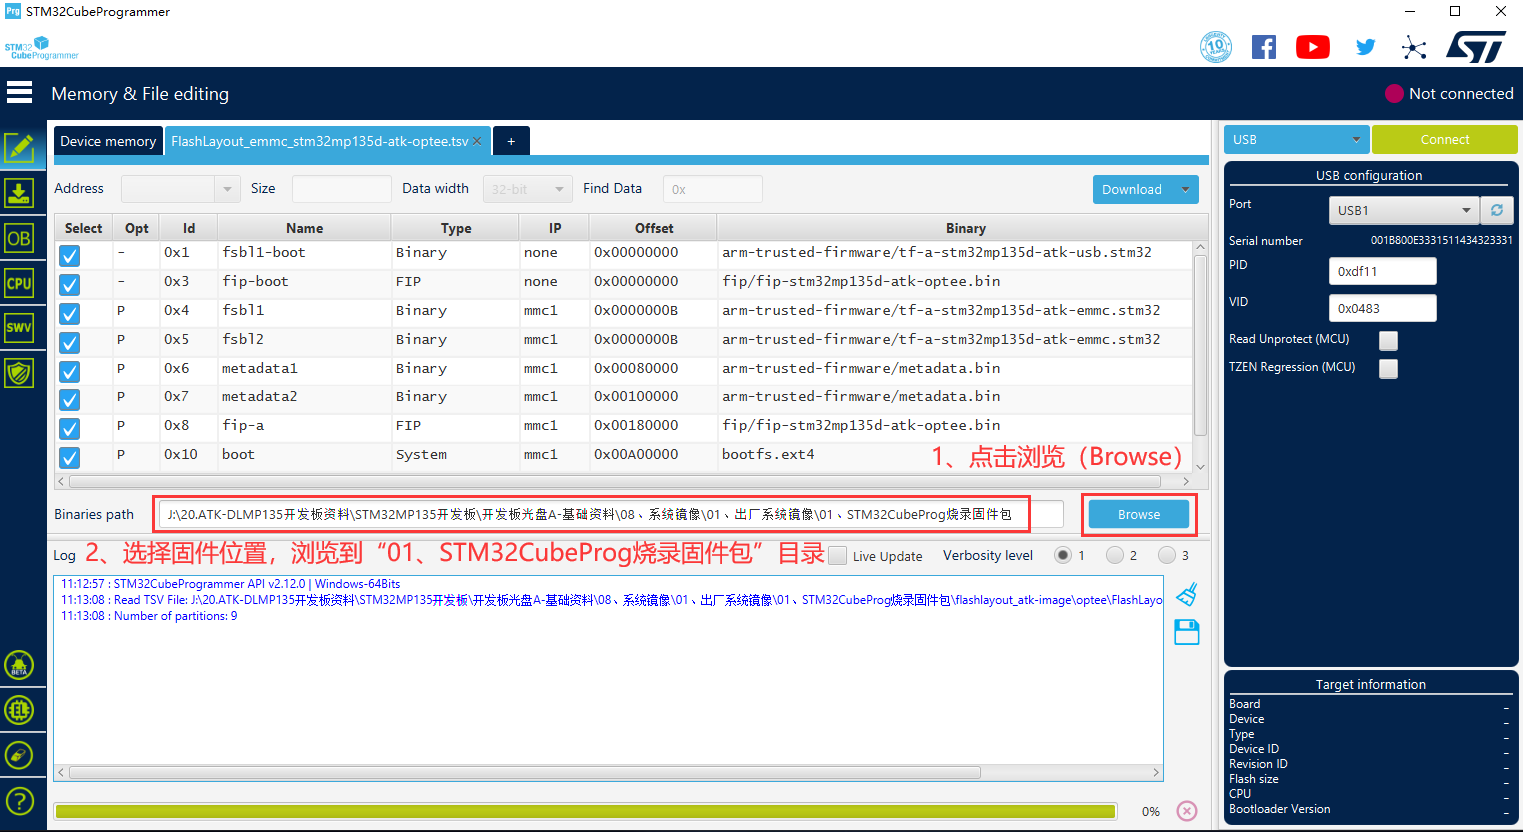 Prg STM32CubeProgrammer
STM32
CubeProgrammer
10
Memory & File editing
Not connected
Device memory
FlashLayout_emmc_stm32mp135d-atk-optee.tsv
+
USB
Connect
Address
Size
Data width
32-bit
Find Data
0x
Download
Select Opt Id Name Type IP Offset Binary
- 0x1 fsbl1-boot Binary none 0x00000000 arm-trusted-firmware/tf-a-stm32mp135d-atk-usb.stm32
- 0x3 fip-boot FIP none 0x00000000 fip/fip-stm32mp135d-atk-optee.bin
P 0x4 fsbl1 Binary mmc1 0x0000000B arm-trusted-firmware/tf-a-stm32mp135d-atk-emmc.stm32
P 0x5 fsbl2 Binary mmc1 0x0000000B arm-trusted-firmware/tf-a-stm32mp135d-atk-emmc.stm32
P 0x6 metadata1 Binary mmc1 0x00080000 arm-trusted-firmware/metadata.bin
P 0x7 metadata2 Binary mmc1 0x00100000 arm-trusted-firmware/metadata.bin
P 0x8 fip-a FIP mmc1 0x00180000 fip/fip-stm32mp135d-atk-optee.bin
P 0x10 boot System mmc1 0x00A00000 bootfs.ext4
1、点击浏览（Browse）
Binaries path
J:\20.ATK-DLMP135开发板资料\STM32MP135开发板\开发板光盘A-基础资料\08、系统镜像\01、出厂系统镜像\01、STM32CubeProg烧录固件包
Browse
Log
2、选择固件位置，浏览到“01、STM32CubeProg烧录固件包”目录
Live Update
Verbosity level
1
2
3
11:12:57 : STM32CubeProgrammer API v2.12.0 | Windows-64Bits
11:13:08 : Read TSV File: J:\20.ATK-DLMP135开发板资料\STM32MP135开发板\开发板光盘A-基础资料\08、系统镜像\01、出厂系统镜像\01、STM32CubeProg烧录固件包\flashlayout_atk-image\optee\FlashLayo
11:13:08 : Number of partitions: 9
0%
OB
CPU
SWV
BETA
USB configuration
Port USB1
Serial number 001B800E3331511434323331
PID 0xdf11
VID 0x0483
Read Unprotect (MCU)
TZEN Regression (MCU)
Target information
Board -
Device -
Type -
Device ID -
Revision ID -
Flash size -
CPU -
Bootloader Version -